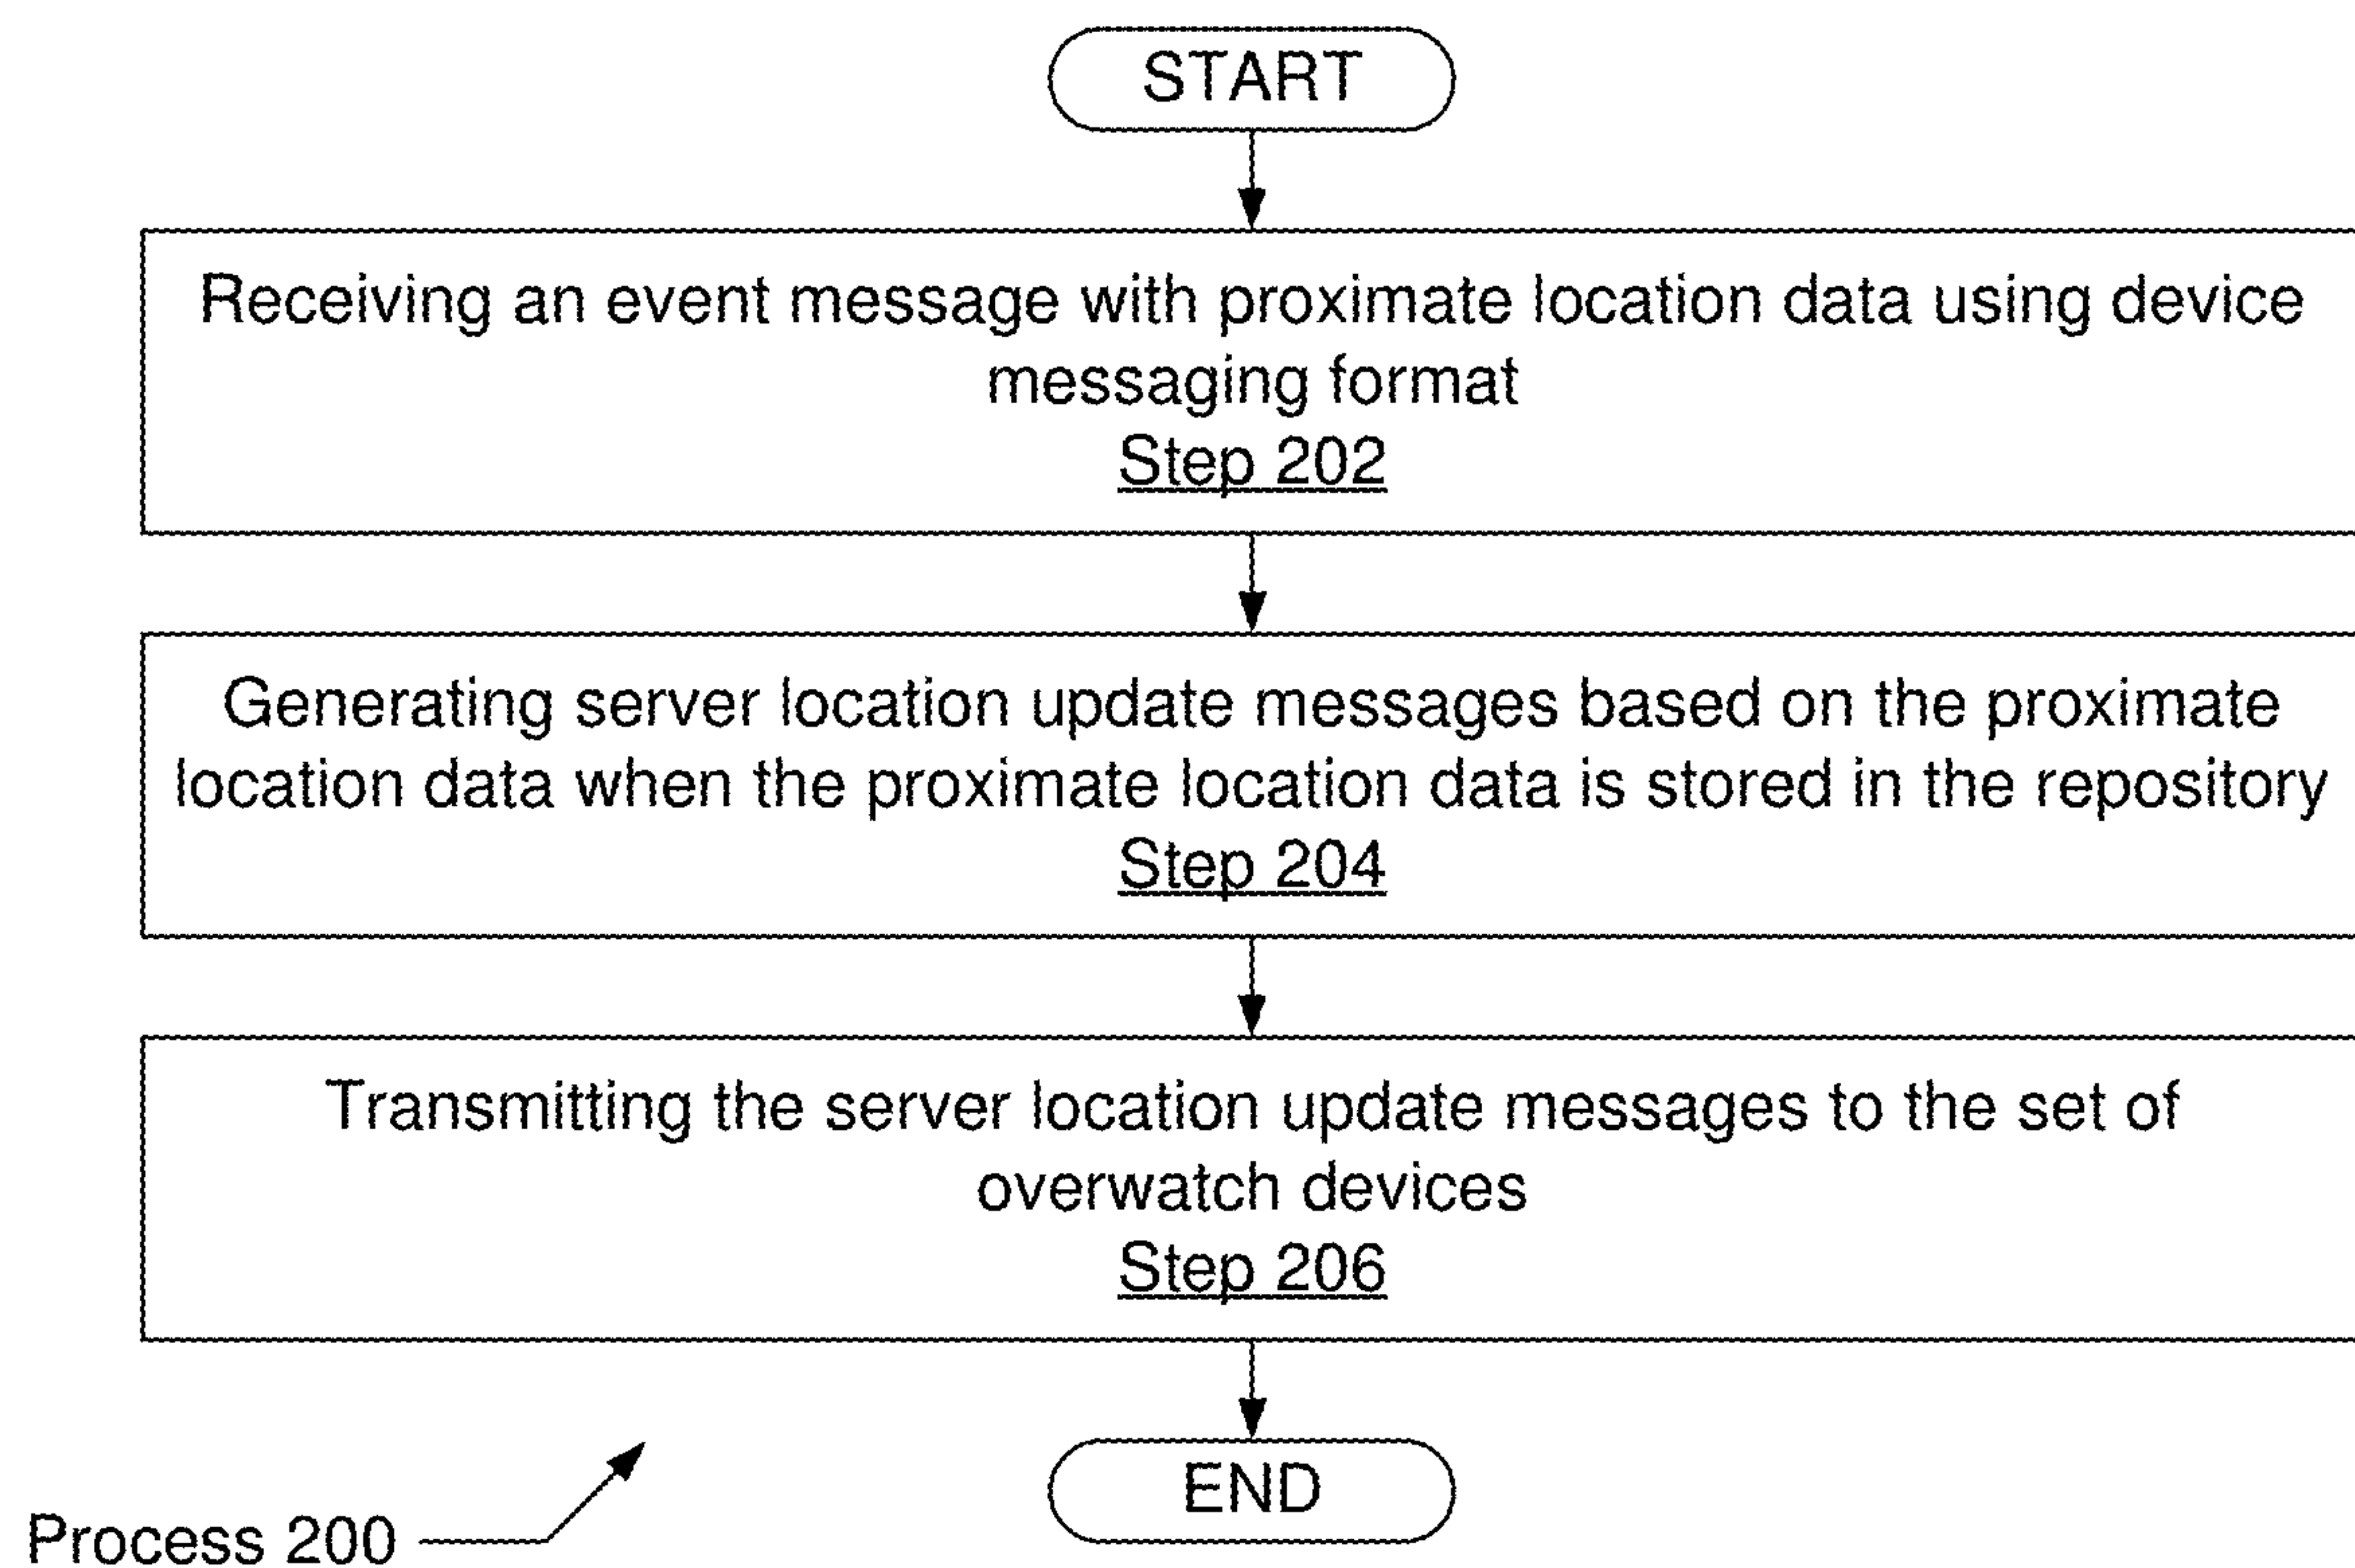 START
Receiving an event message with proximate location data using device
messaging format
Step 202
Generating server location update messages based on the proximate
location data when the proximate location data is stored in the repository
Step 204
Transmitting the server location update messages to the set of
overwatch devices
Step 206
END
Process 200